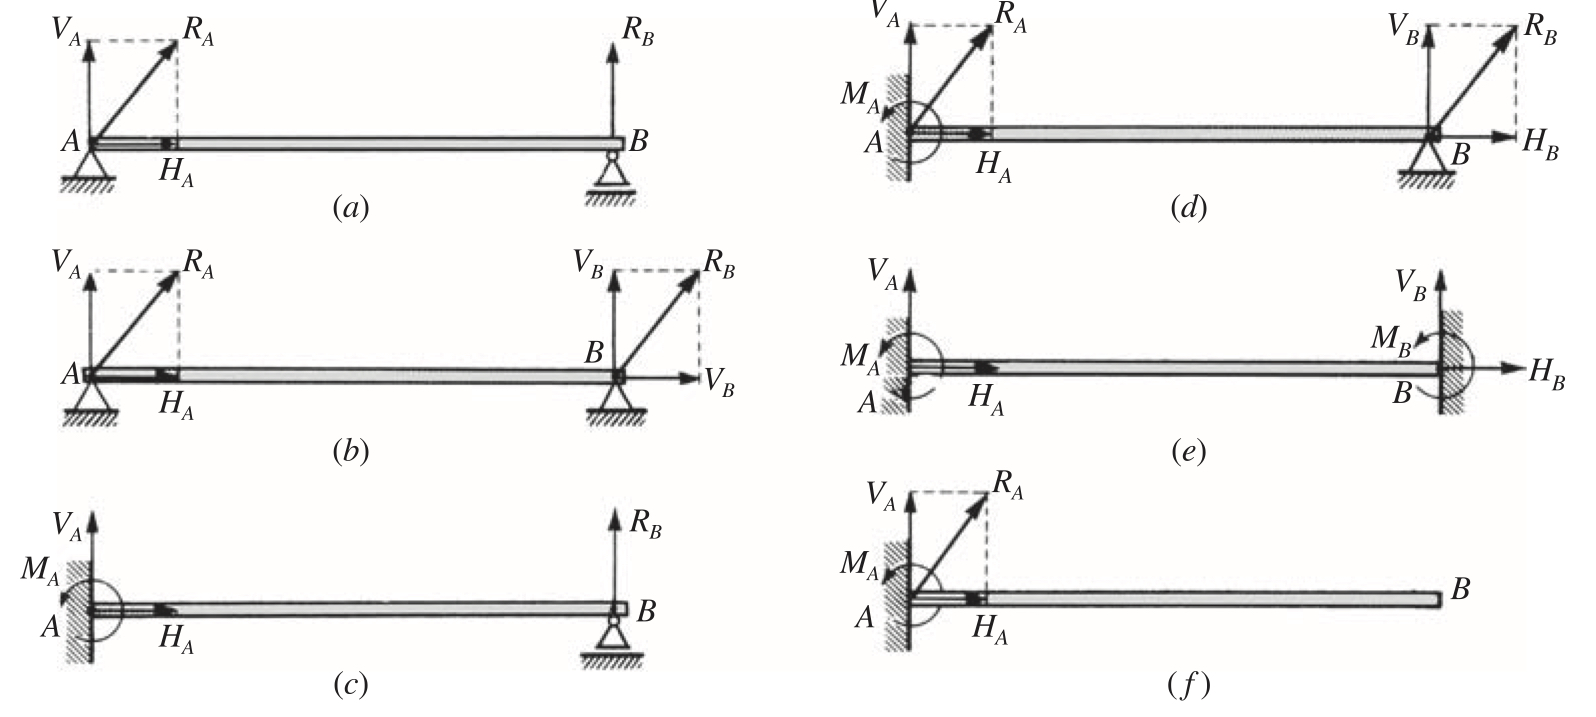 V_A R_A R_B
A H_A B
(a)
V_A R_A V_B R_B
A H_A B V_B
(b)
V_A R_B
M_A
A H_A B
(c)
V_A R_A V_B R_B
M_A
A H_A B H_B
(d)
V_A V_B
M_A M_B
A H_A B H_B
(e)
V_A R_A
M_A
A H_A B
(f)